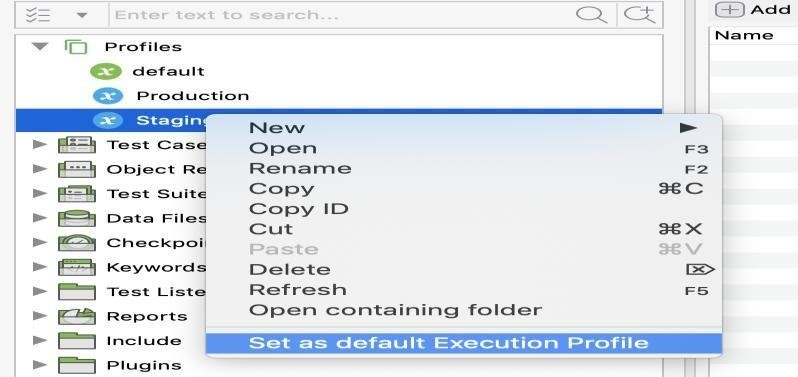 Enter text to search...
Add
Name
Profiles
default
Production
Staging
Test Case
Object Re
Test Suite
Data Files
Checkpoi
Keywords
Test Liste
Reports
Include
Plugins
New
Open F3
Rename F2
Copy ⌘C
Copy ID
Cut ⌘X
Paste ⌘V
Delete
Refresh F5
Open containing folder
Set as default Execution Profile